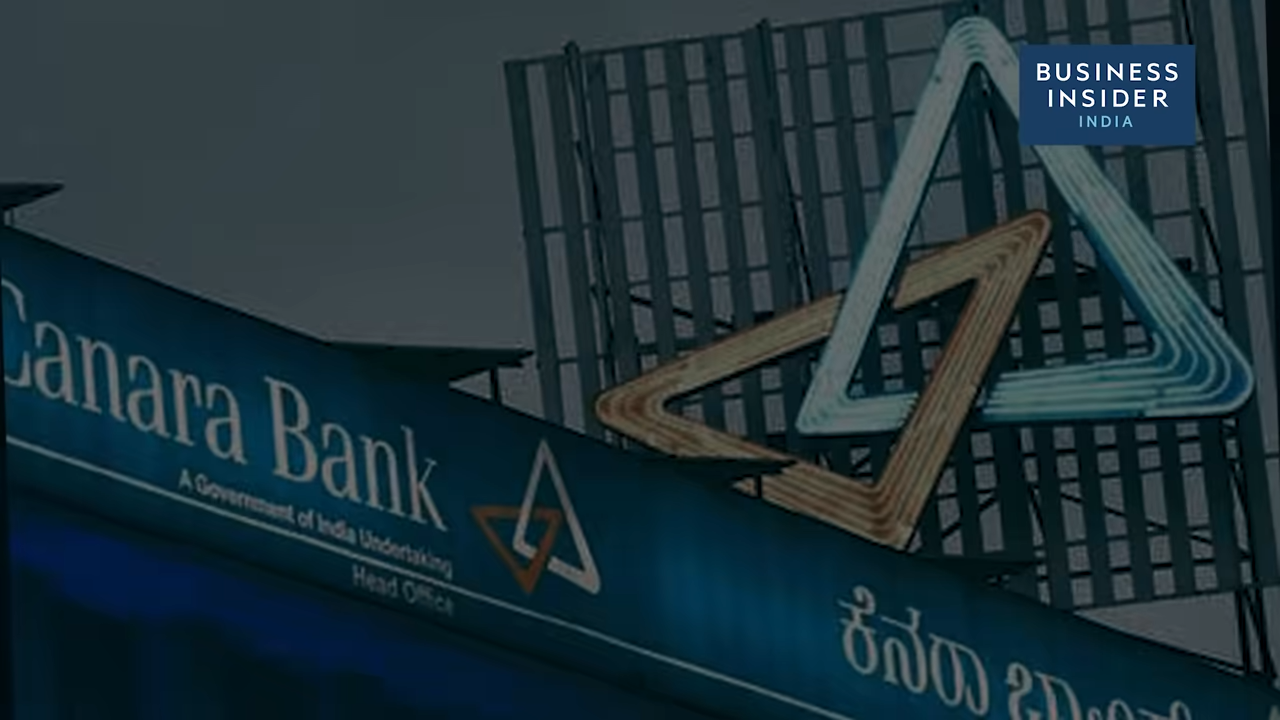 BUSINESS
INSIDER
INDIA
Canara Bank
A Government of India Undertaking
Head Office
ಕೆನರಾ